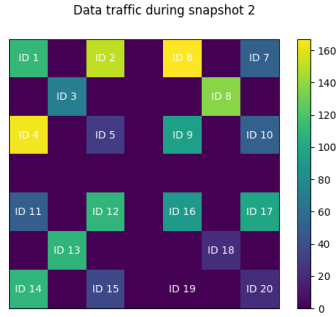 Data traffic during snapshot 2
ID 1 ID 2 ID 6 ID 7
ID 3 ID 8
ID 4 ID 5 ID 9 ID 10
ID 11 ID 12 ID 16 ID 17
ID 13 ID 18
ID 14 ID 15 ID 19 ID 20
160
140
120
100
80
60
40
20
0